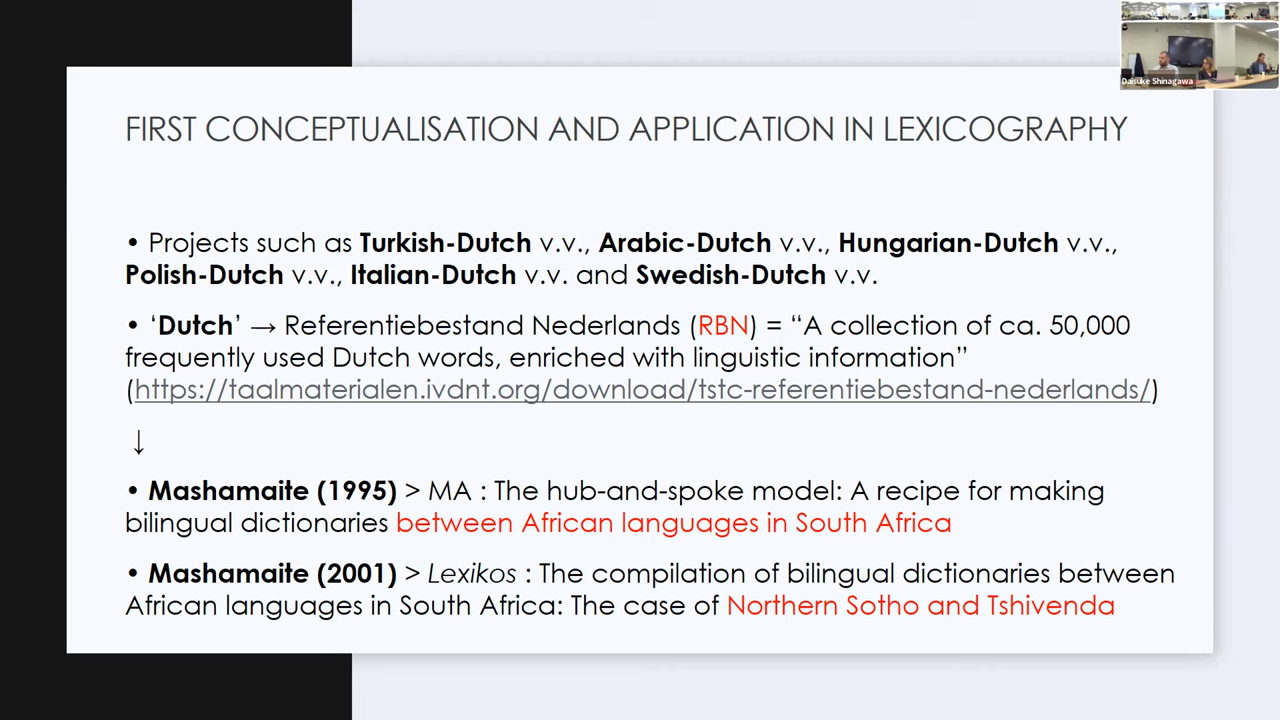 Daisuke Shinagawa
FIRST CONCEPTUALISATION AND APPLICATION IN LEXICOGRAPHY
• Projects such as Turkish-Dutch v.v., Arabic-Dutch v.v., Hungarian-Dutch v.v.,
Polish-Dutch v.v., Italian-Dutch v.v. and Swedish-Dutch v.v.
• ‘Dutch’ → Referentiebestand Nederlands (RBN) = “A collection of ca. 50,000
frequently used Dutch words, enriched with linguistic information”
(https://taalmaterialen.ivdnt.org/download/tstc-referentiebestand-nederlands/)
↓
• Mashamaite (1995) > MA : The hub-and-spoke model: A recipe for making
bilingual dictionaries between African languages in South Africa
• Mashamaite (2001) > Lexikos : The compilation of bilingual dictionaries between
African languages in South Africa: The case of Northern Sotho and Tshivenda